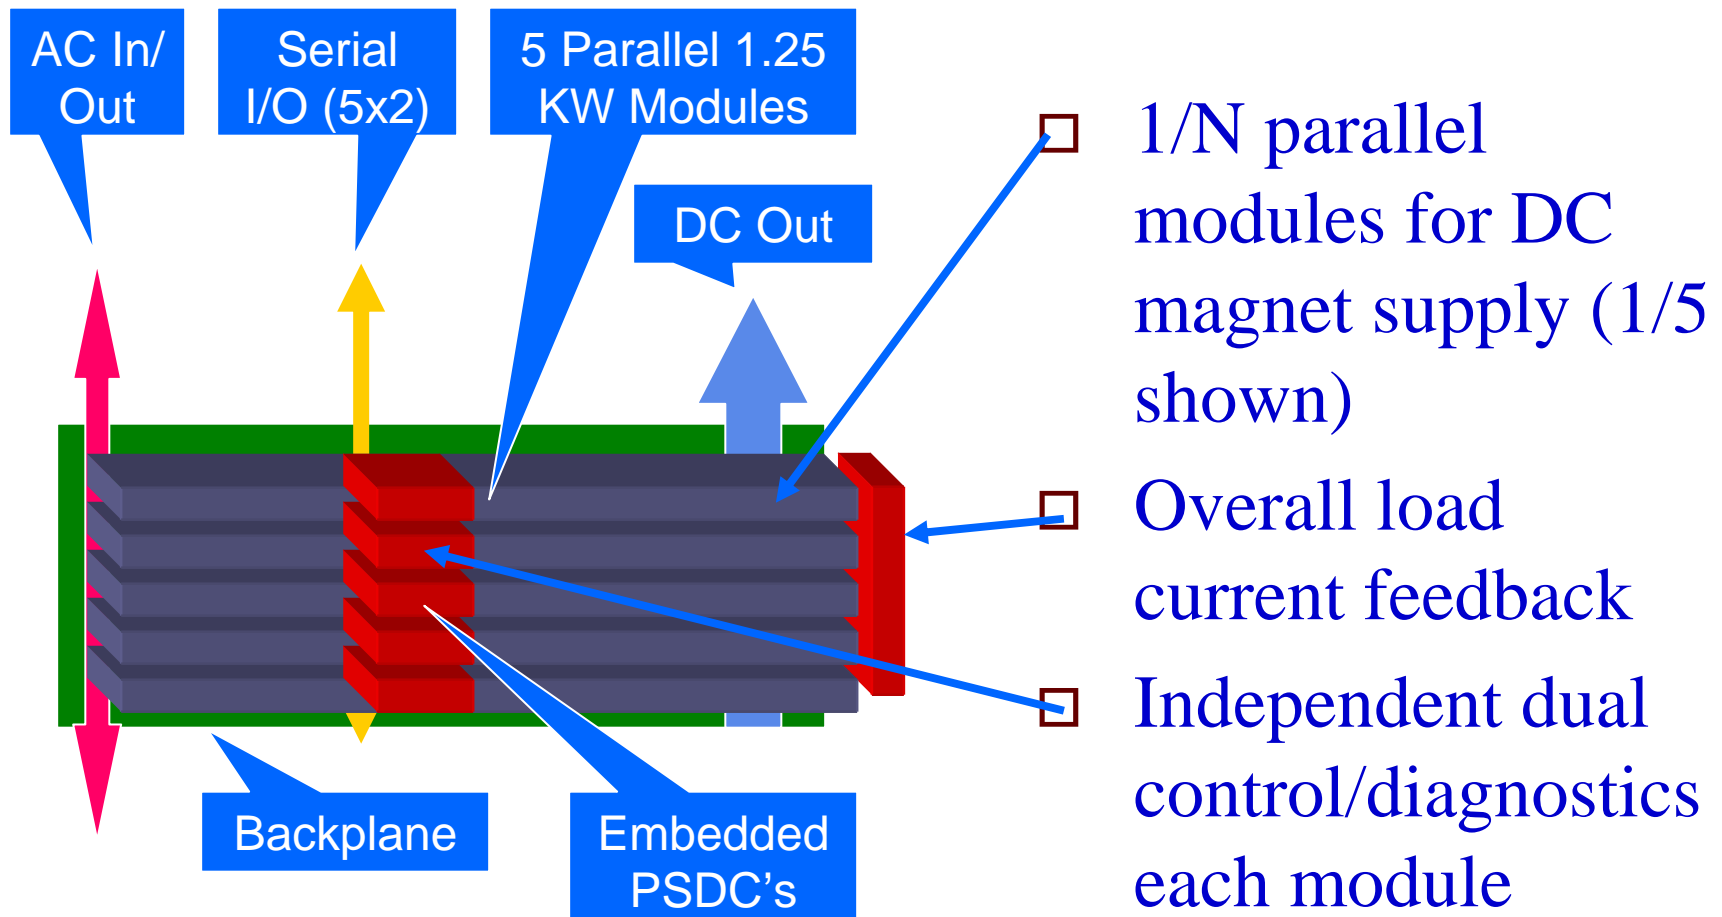 AC In/
Out
Serial
I/O (5x2)
5 Parallel 1.25
KW Modules
DC Out
Backplane
Embedded
PSDC's
1/N parallel
modules for DC
magnet supply (1/5
shown)
Overall load
current feedback
Independent dual
control/diagnostics
each module